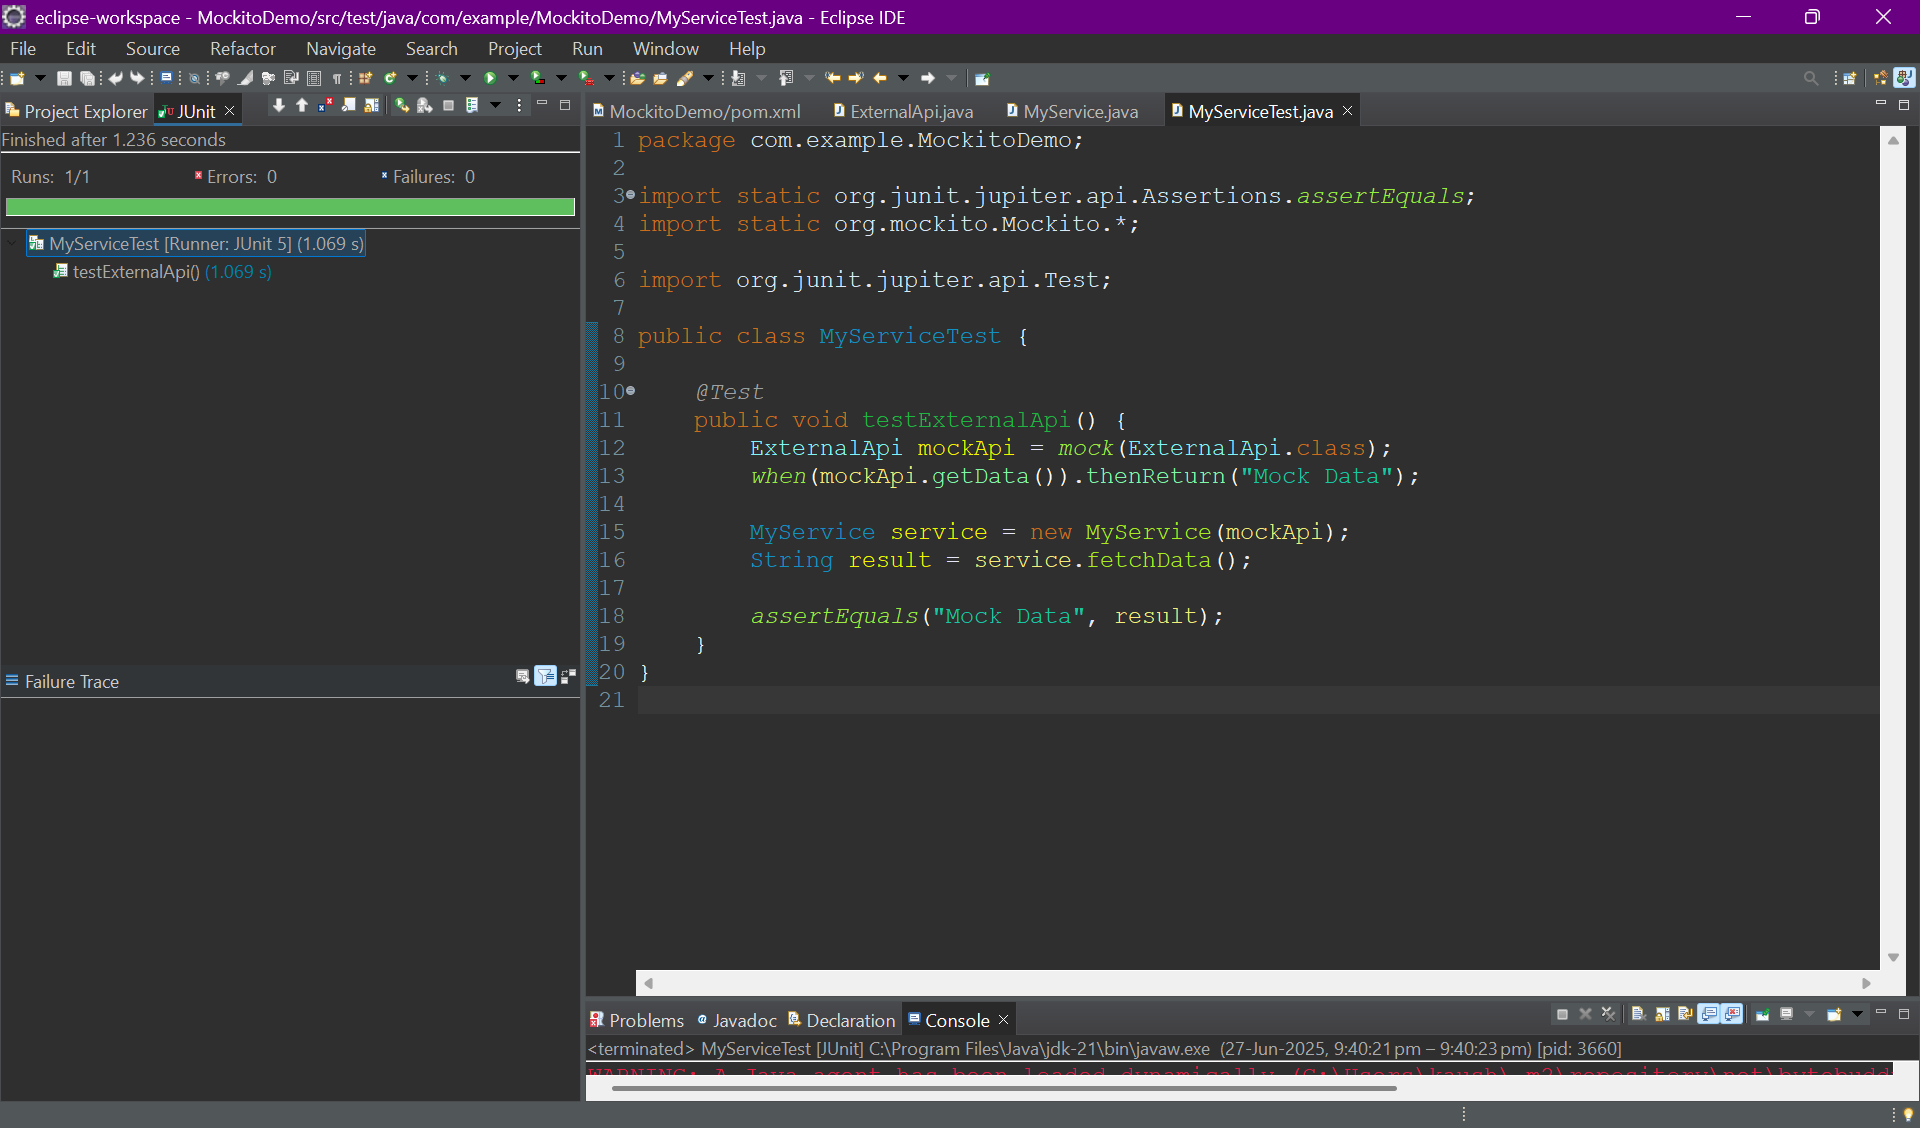 eclipse-workspace - MockitoDemo/src/test/java/com/example/MockitoDemo/MyServiceTest.java - Eclipse IDE
File Edit Source Refactor Navigate Search Project Run Window Help
Project Explorer JUnit
Finished after 1.236 seconds
Runs: 1/1 Errors: 0 Failures: 0
MyServiceTest [Runner: JUnit 5] (1.069 s)
testExternalApi() (1.069 s)
Failure Trace
MockitoDemo/pom.xml ExternalApi.java MyService.java MyServiceTest.java
1 package com.example.MockitoDemo;
2
3 import static org.junit.jupiter.api.Assertions.assertEquals;
4 import static org.mockito.Mockito.*;
5
6 import org.junit.jupiter.api.Test;
7
8 public class MyServiceTest {
9
10 @Test
11 public void testExternalApi() {
12 ExternalApi mockApi = mock(ExternalApi.class);
13 when(mockApi.getData()).thenReturn("Mock Data");
14
15 MyService service = new MyService(mockApi);
16 String result = service.fetchData();
17
18 assertEquals("Mock Data", result);
19 }
20 }
21
Problems Javadoc Declaration Console
<terminated> MyServiceTest [JUnit] C:\Program Files\Java\jdk-21\bin\javaw.exe (27-Jun-2025, 9:40:21 pm – 9:40:23 pm) [pid: 3660]
WARNING: A Java agent has been loaded dynamically